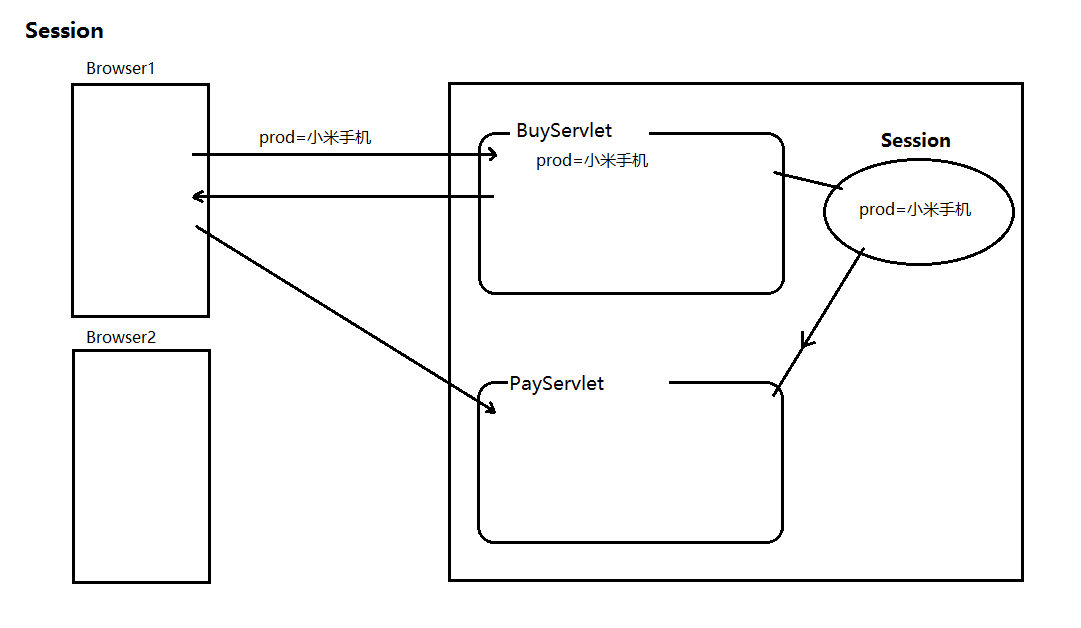 Session
Browser1
prod=小米手机
BuyServlet
prod=小米手机
Session
prod=小米手机
Browser2
PayServlet